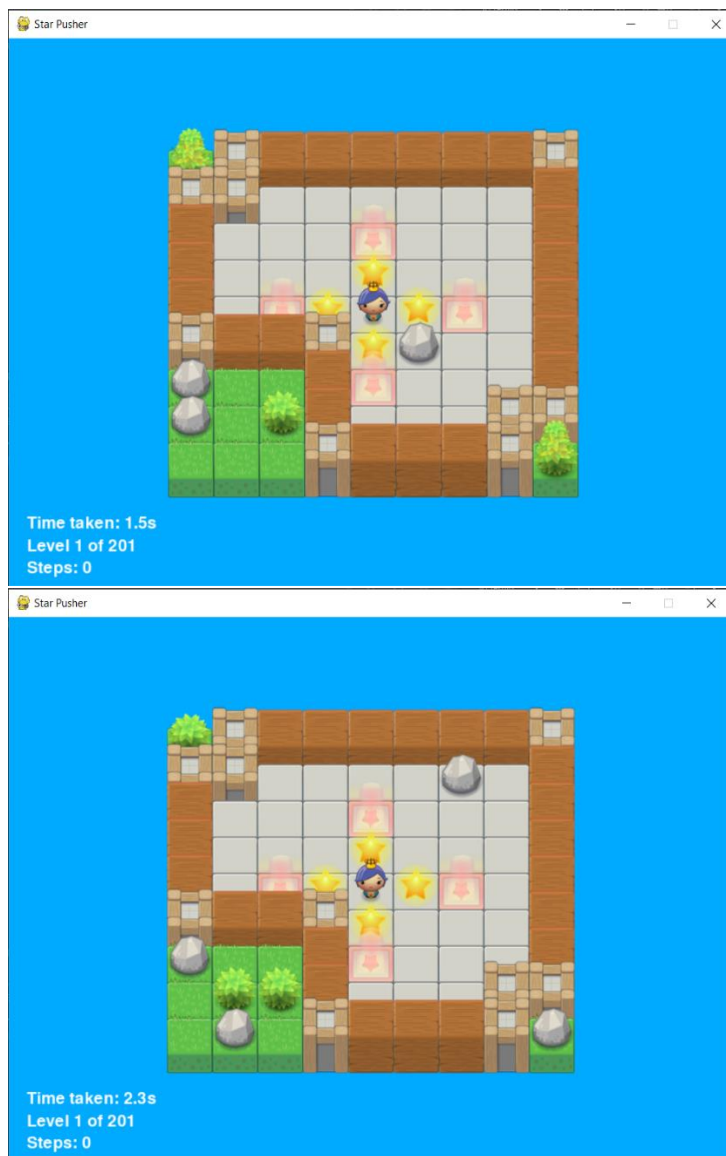 Star Pusher
Time taken: 1.5s
Level 1 of 201
Steps: 0
Star Pusher
Time taken: 2.3s
Level 1 of 201
Steps: 0